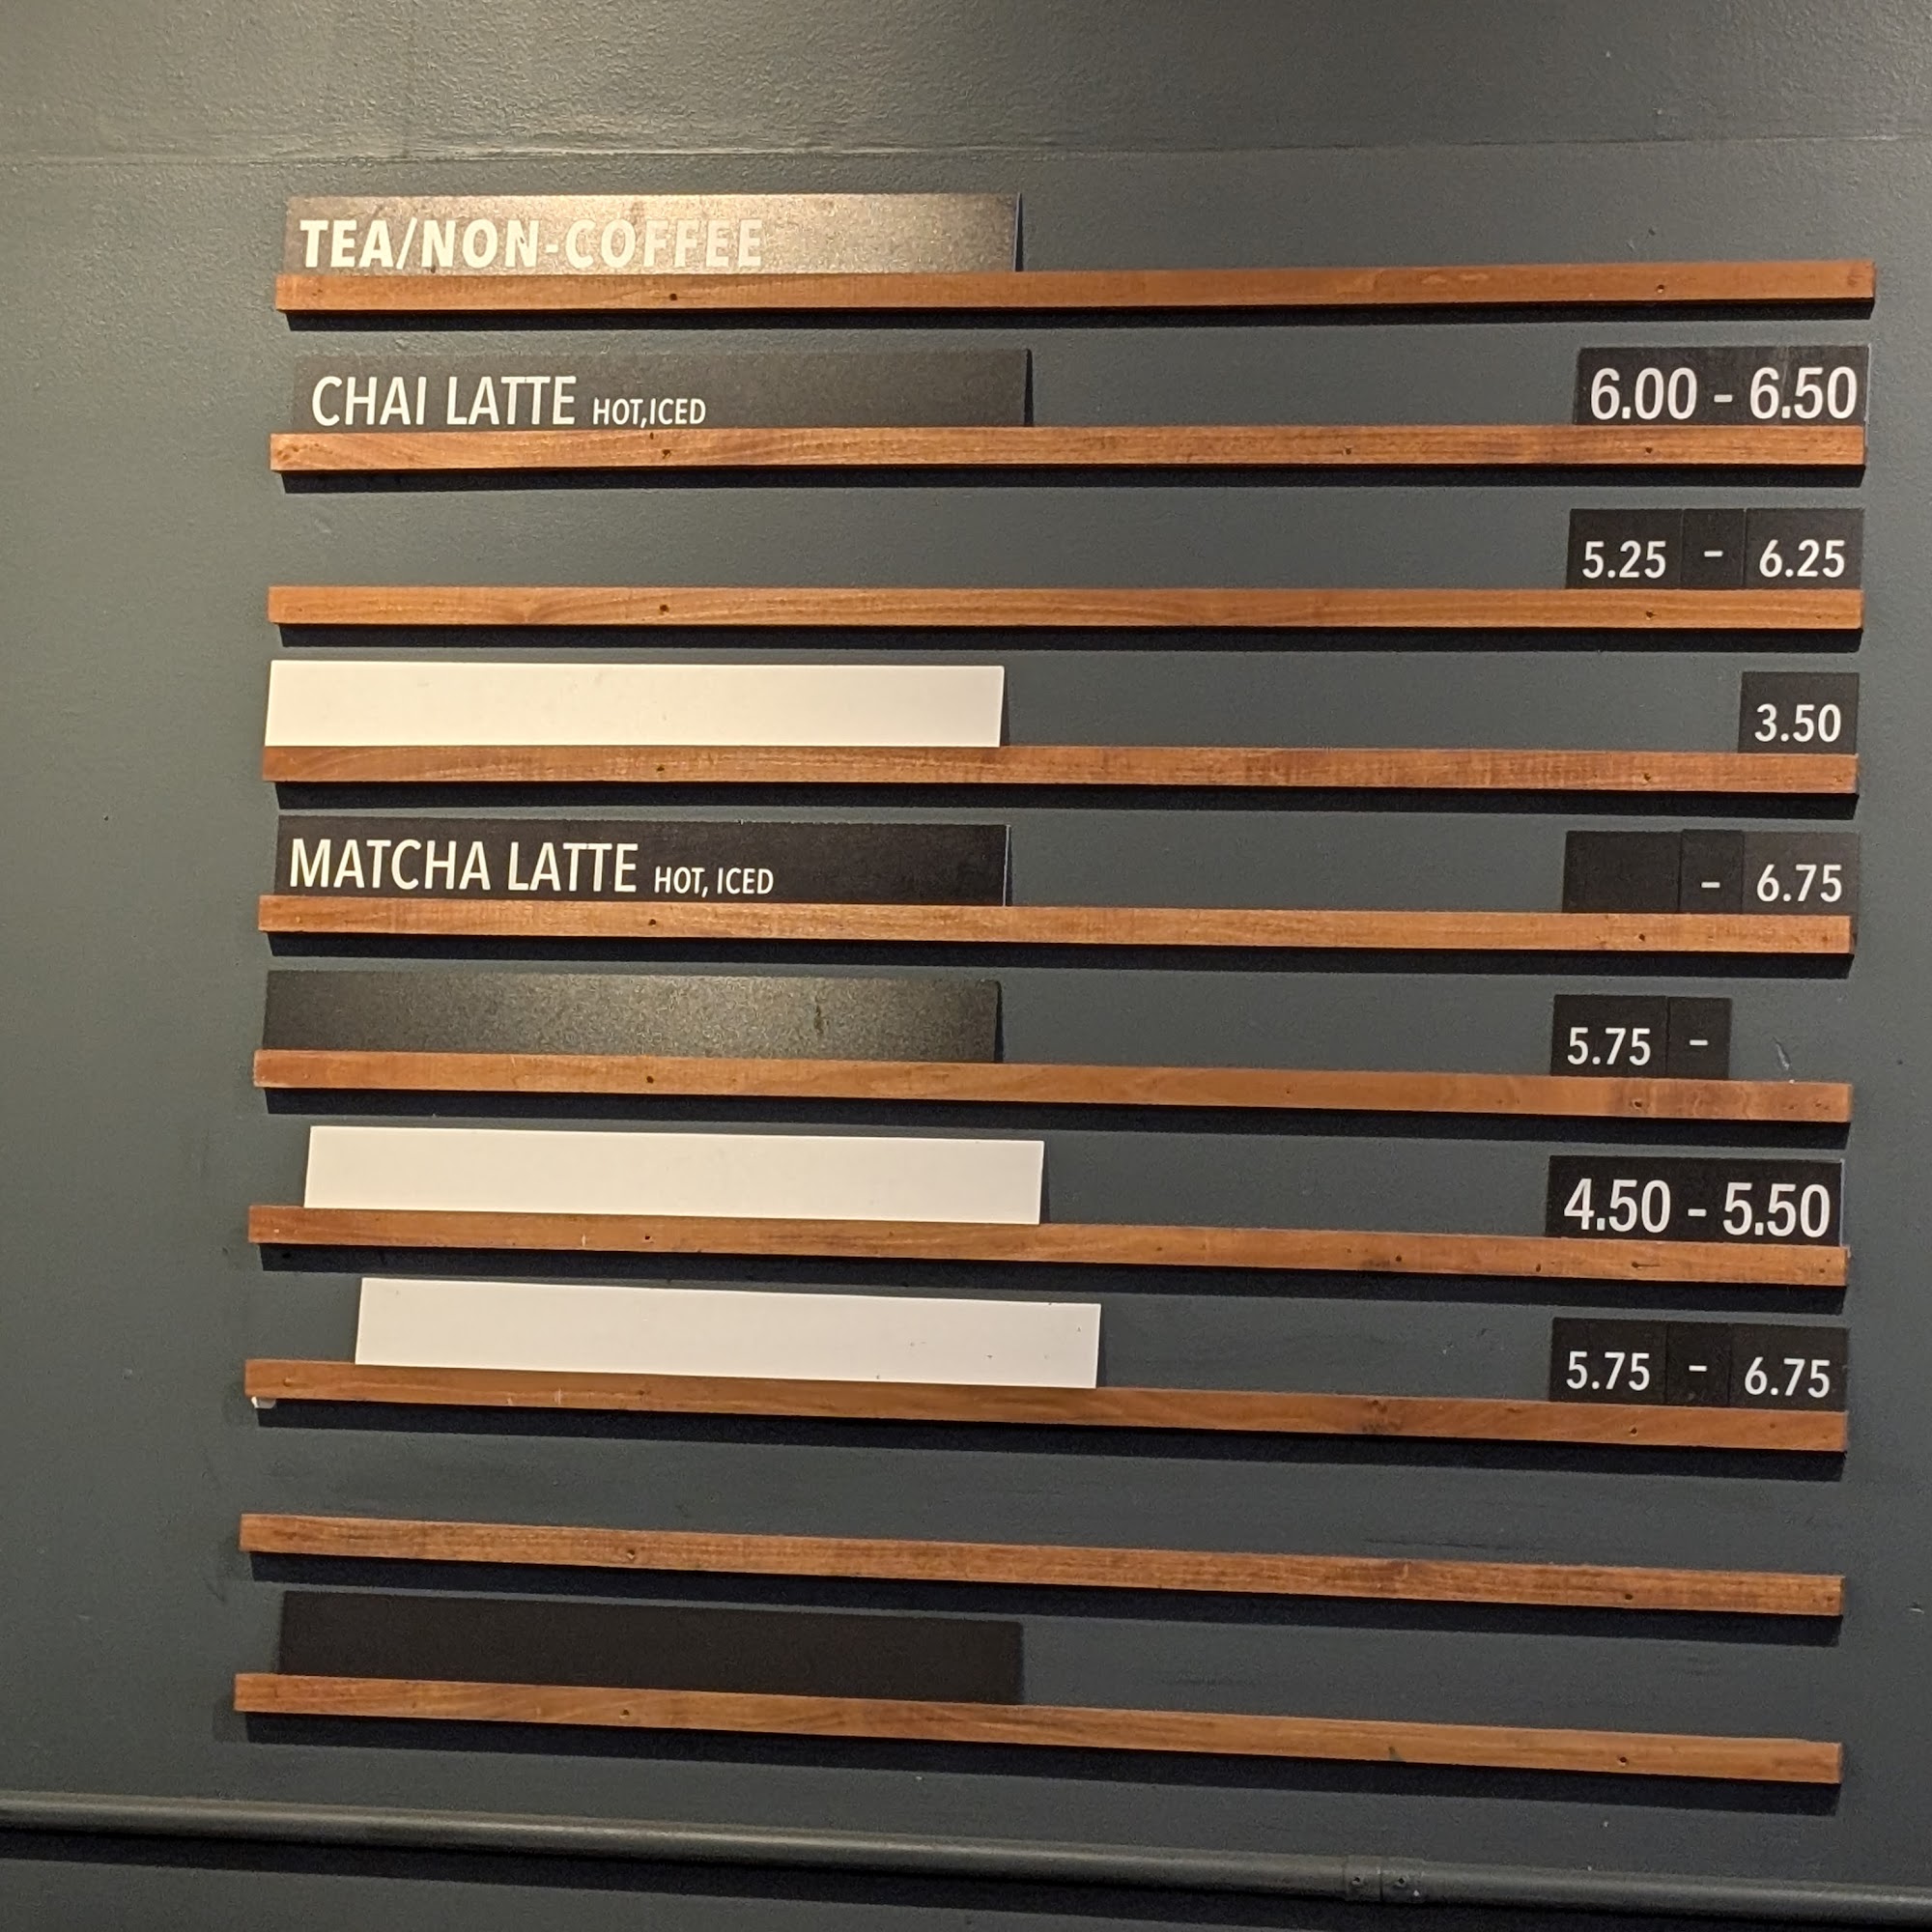 TEA/NON-COFFEE
CHAI LATTE HOT,ICED 6.00 - 6.50
5.25 - 6.25
3.50
MATCHA LATTE HOT, ICED - 6.75
5.75 -
4.50 - 5.50
5.75 - 6.75